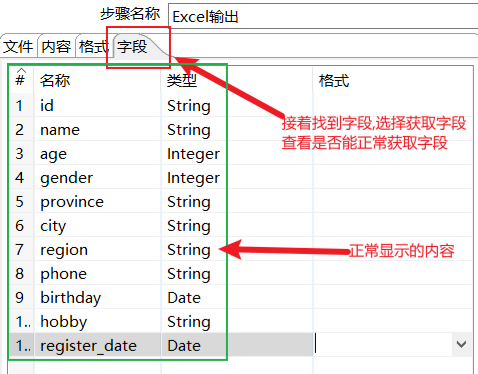 步骤名称 Excel输出
文件 内容 格式 字段
# 名称 类型 格式
1 id String
2 name String
3 age Integer
4 gender Integer
接着找到字段,选择获取字段
查看是否能正常获取字段
5 province String
6 city String
7 region String
正常显示的内容
8 phone String
9 birthday Date
1.. hobby String
1.. register_date Date